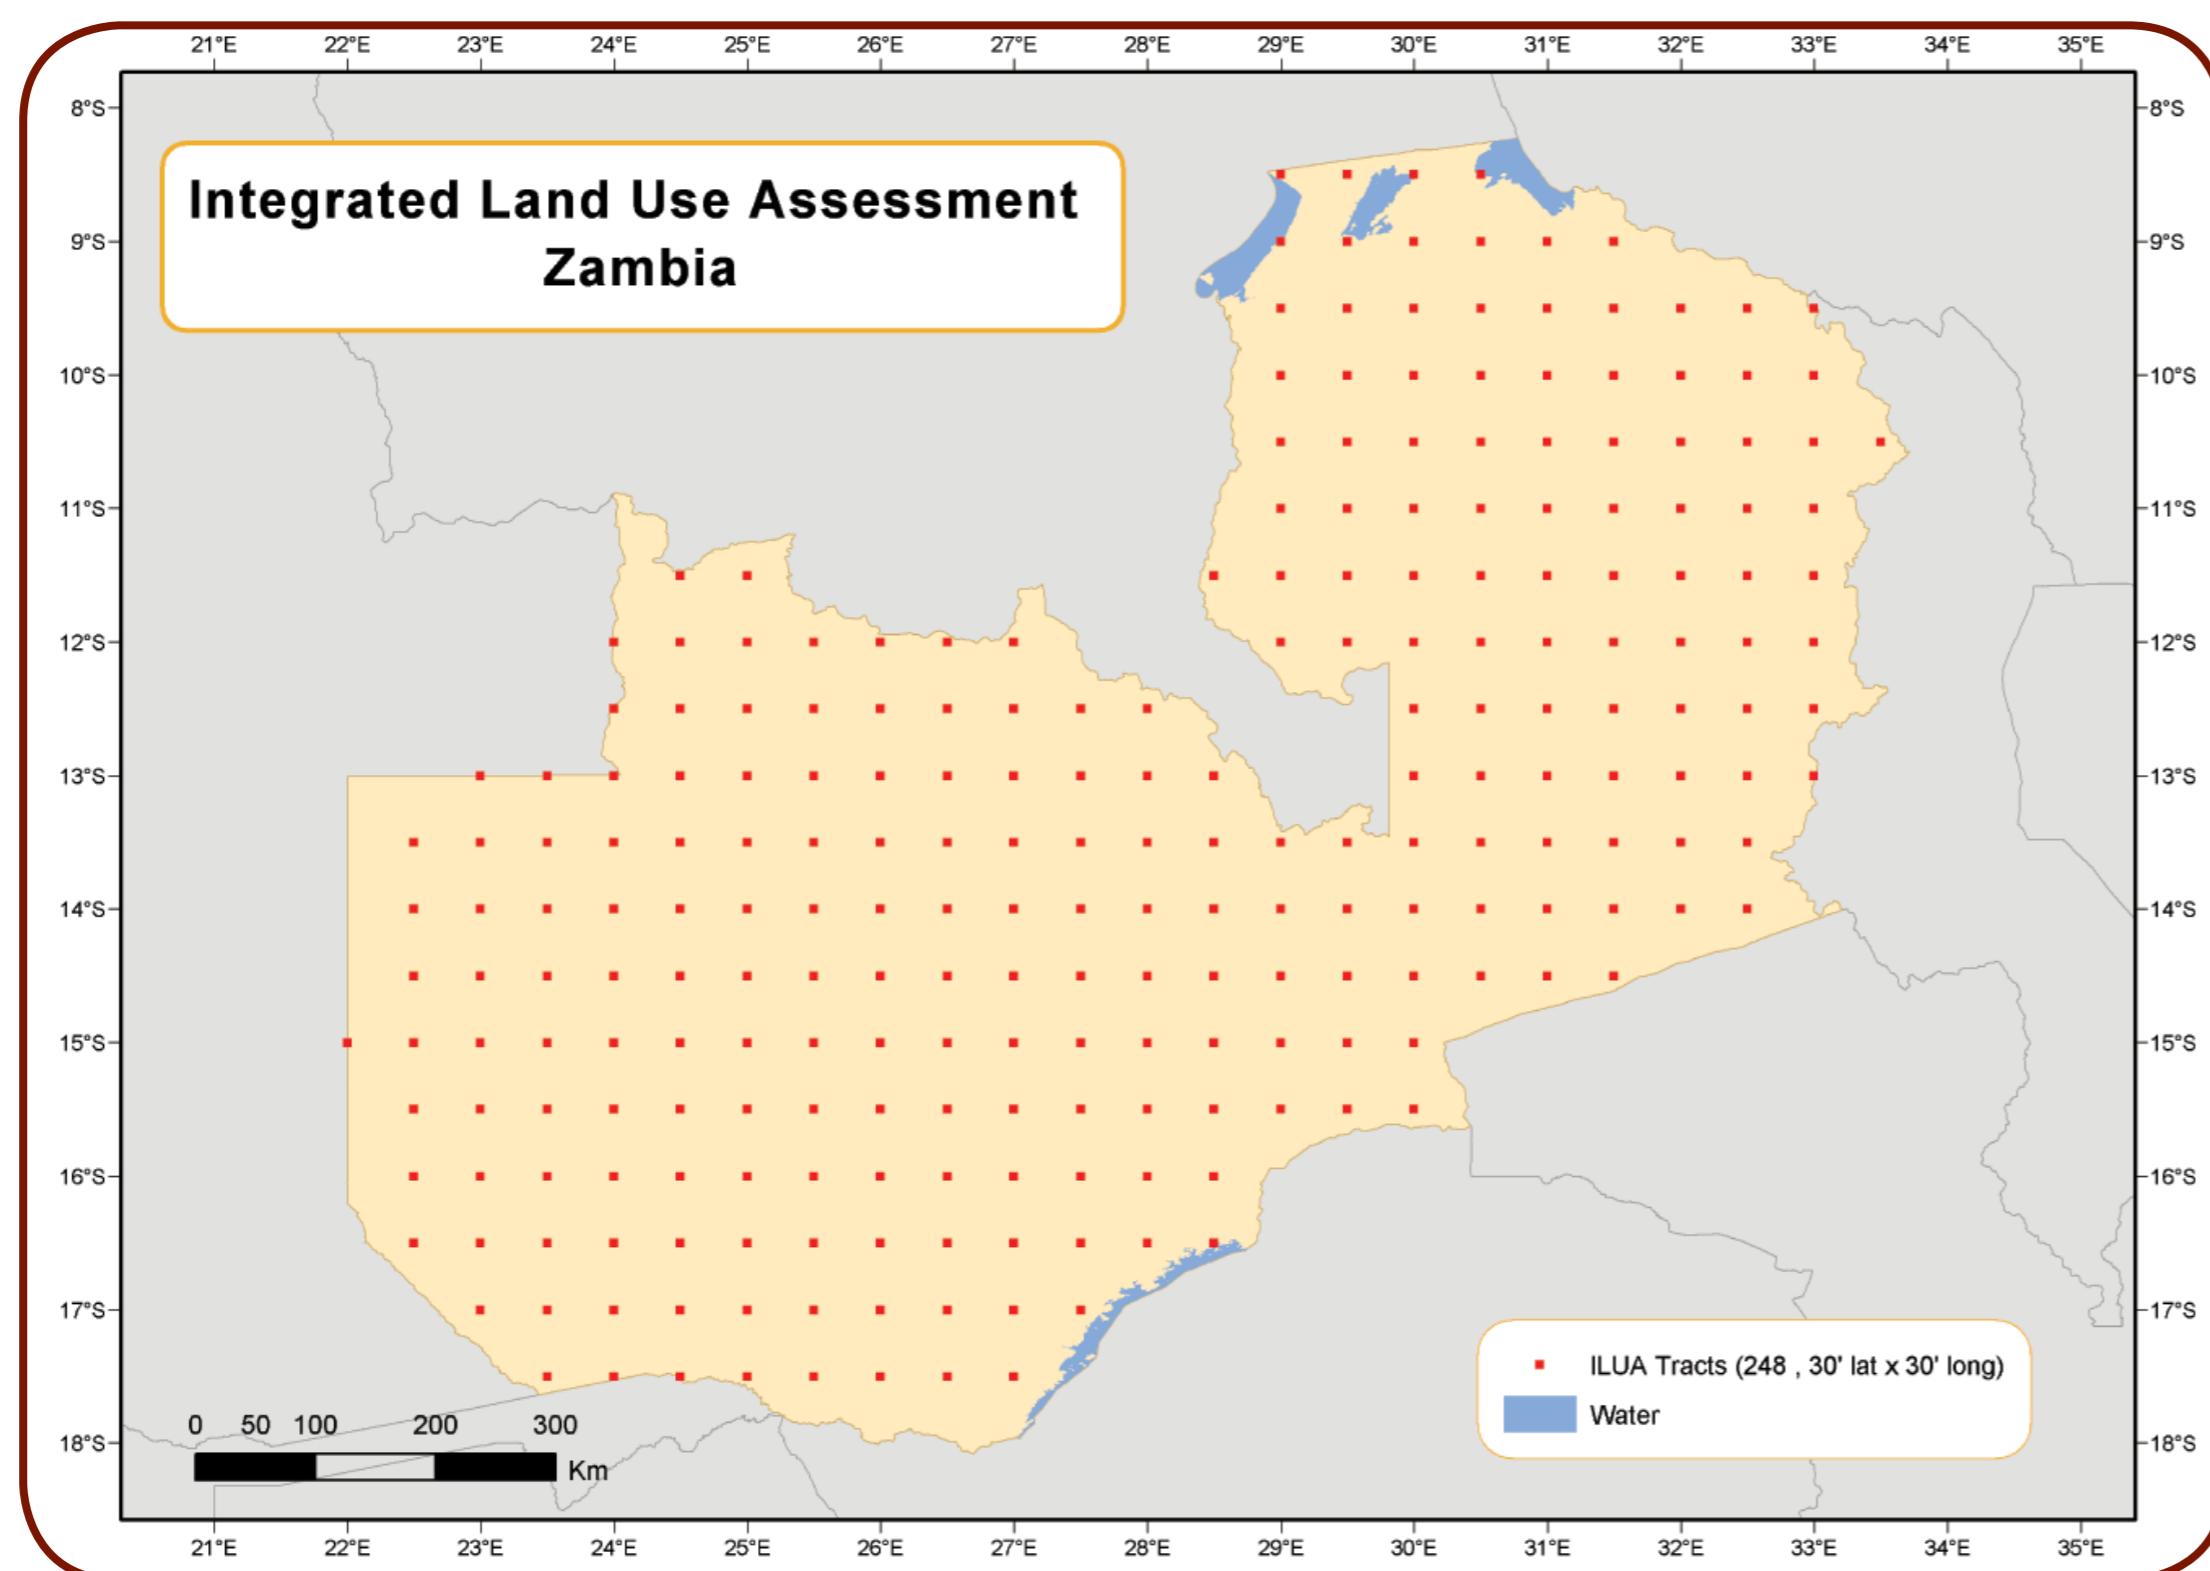 21°E 22°E 23°E 24°E 25°E 26°E 27°E 28°E 29°E 30°E 31°E 32°E 33°E 34°E 35°E
8°S 8°S
Integrated Land Use Assessment
Zambia
9°S 9°S
10°S 10°S
11°S 11°S
12°S 12°S
13°S 13°S
14°S 14°S
15°S 15°S
16°S 16°S
17°S 17°S
ILUA Tracts (248 , 30' lat x 30' long)
Water
0 50 100 200 300
18°S 18°S
Km
21°E 22°E 23°E 24°E 25°E 26°E 27°E 28°E 29°E 30°E 31°E 32°E 33°E 34°E 35°E